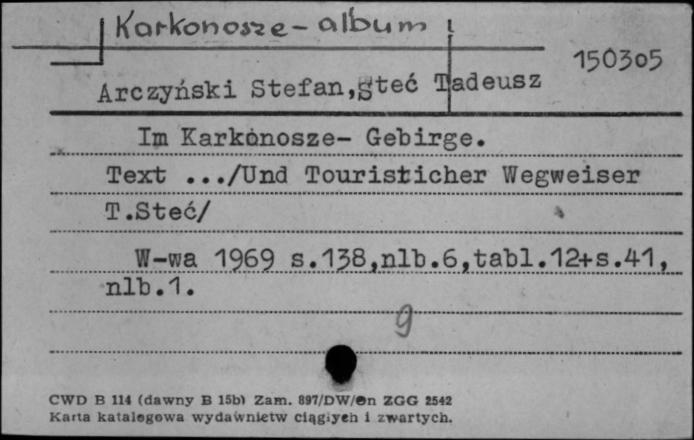 Karkonosze-album
150305
Arczyński Stefan, Steć Tadeusz
Im Karkonosze- Gebirge.
Text .../Und Touristicher Wegweiser
T.Steć/
W-wa 1969 s.138,nlb.6,tabl.12+s.41,
nlb.1.
9
CWD B 114 (dawny B 15b) Zam. 897/DW/en ZGG 2542
Karta katalogowa wydawnictw ciągłych i zwartych.